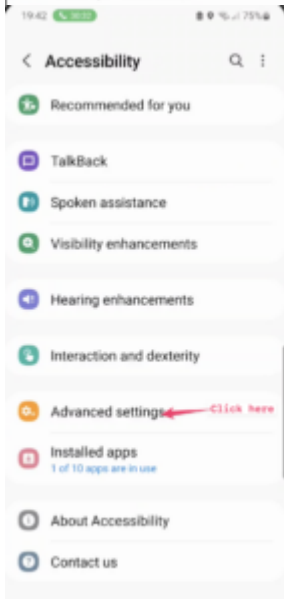 19:42
75%
Accessibility
Recommended for you
TalkBack
Spoken assistance
Visibility enhancements
Hearing enhancements
Interaction and dexterity
Advanced settings Click here
Installed apps
1 of 10 apps are in use
About Accessibility
Contact us